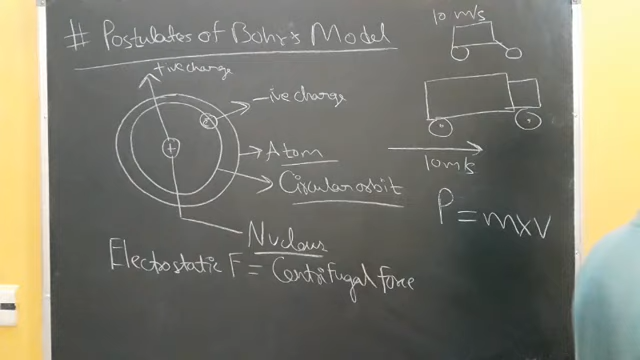 # Postulates of Bohr's Model
+ive charge
-ive charge
+
Atom
Circular orbit
Nucleus
Electrostatic F = Centrifugal force
10 m/s
10 m/s
P = m x v